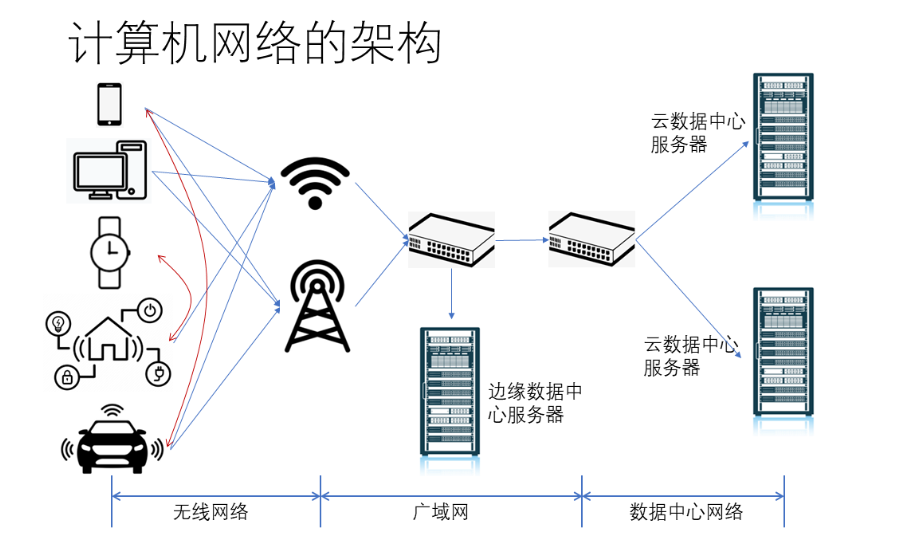 计算机网络的架构
云数据中心
服务器
云数据中心
服务器
边缘数据中
心服务器
无线网络
广域网
数据中心网络